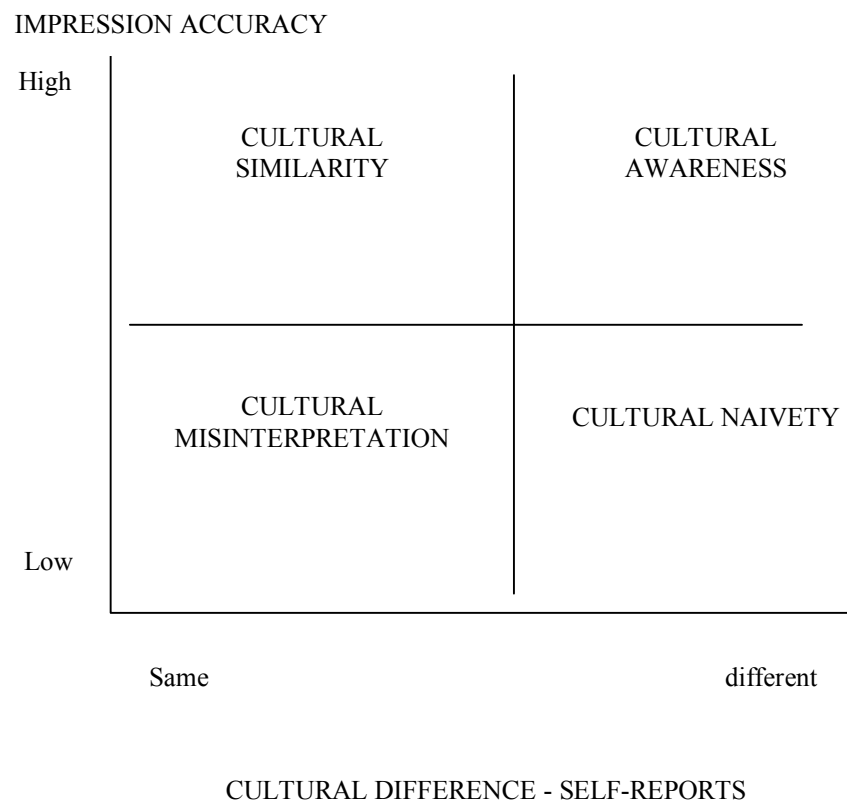 IMPRESSION ACCURACY
High
CULTURAL
SIMILARITY
CULTURAL
AWARENESS
CULTURAL
MISINTERPRETATION
CULTURAL NAIVETY
Low
Same
different
CULTURAL DIFFERENCE - SELF-REPORTS